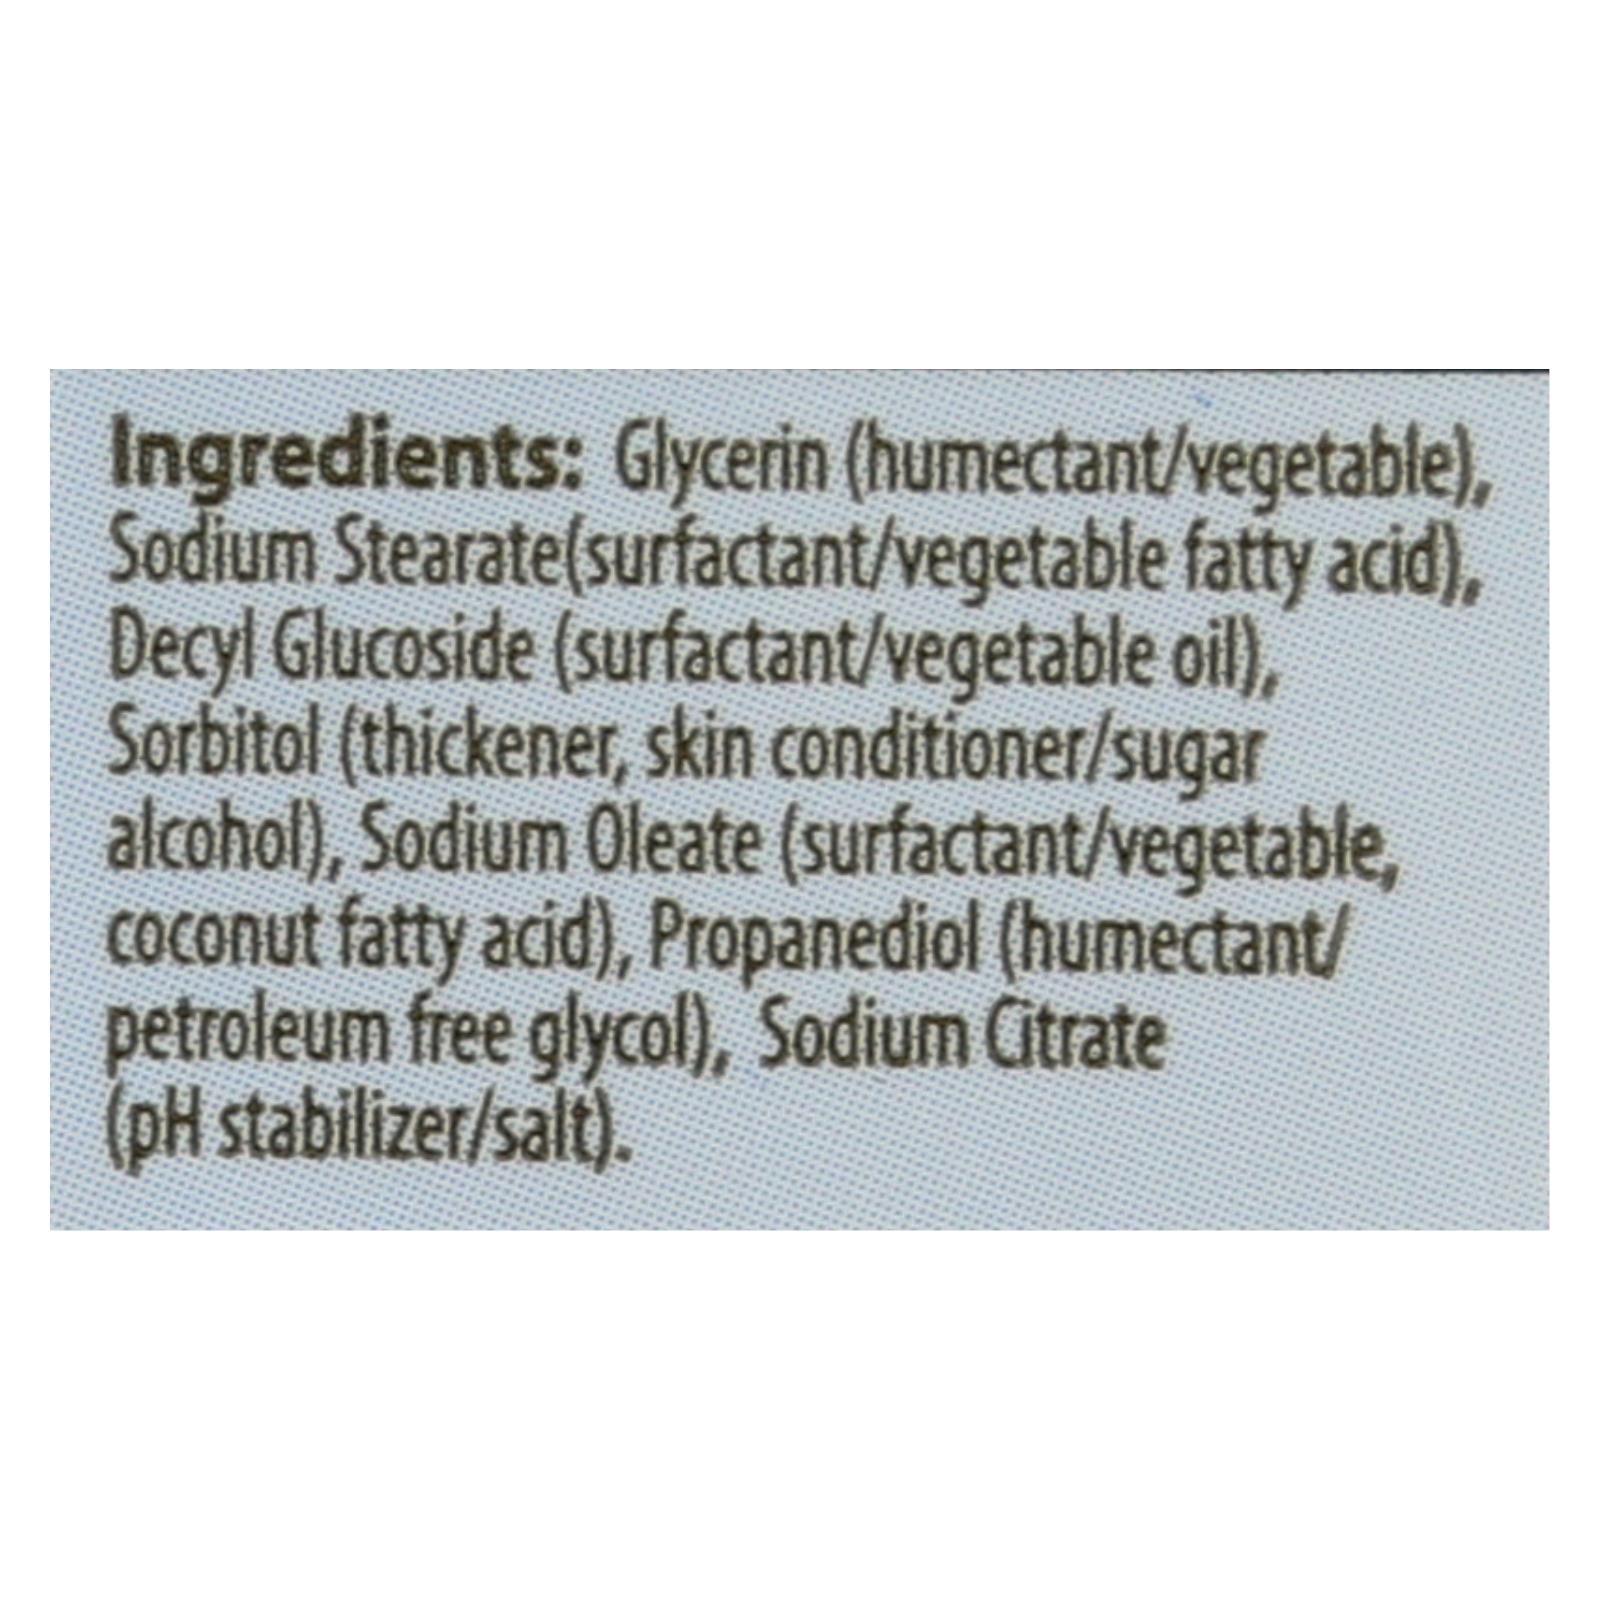 Ingredients: Glycerin (humectant/vegetable),
Sodium Stearate(surfactant/vegetable fatty acid),
Decyl Glucoside (surfactant/vegetable oil),
Sorbitol (thickener, skin conditioner/sugar
alcohol), Sodium Oleate (surfactant/vegetable,
coconut fatty acid), Propanediol (humectant/
petroleum free glycol), Sodium Citrate
(pH stabilizer/salt).